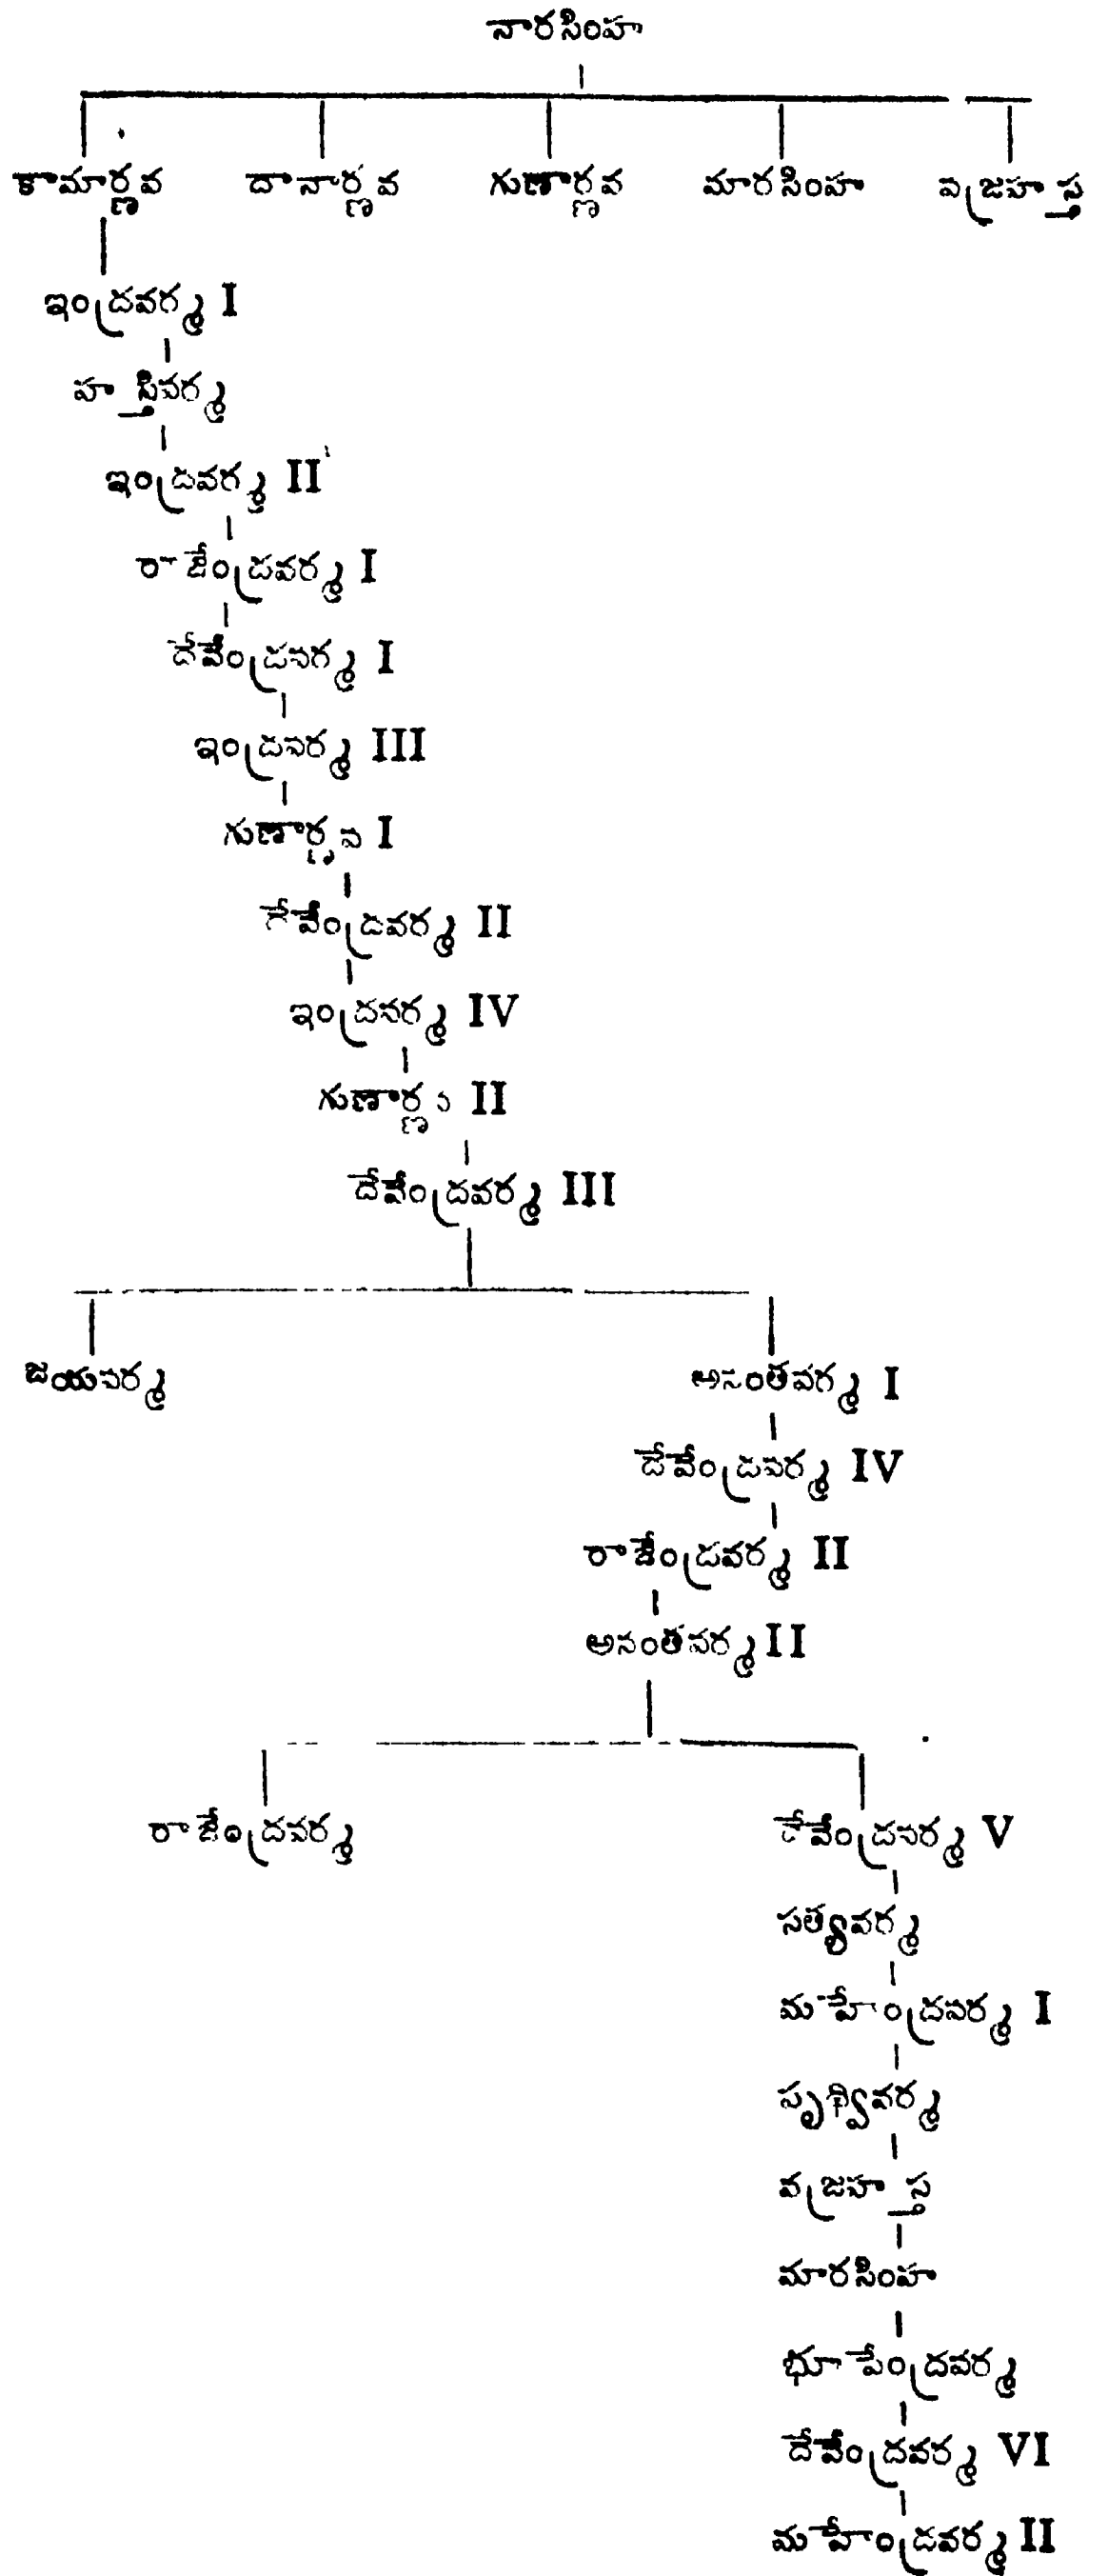 నారసింహ
కామార్ణవ దానార్ణవ గుణార్ణవ మారసింహ వజ్రహస్త
ఇంద్రవర్మ I
హస్తివర్మ
ఇంద్రవర్మ II
రాజేంద్రవర్మ I
దేవేంద్రవర్మ I
ఇంద్రవర్మ III
గుణార్ణవ I
దేవేంద్రవర్మ II
ఇంద్రవర్మ IV
గుణార్ణవ II
దేవేంద్రవర్మ III
జయవర్మ అనంతవర్మ I
దేవేంద్రవర్మ IV
రాజేంద్రవర్మ II
అనంతవర్మ II
రాజేంద్రవర్మ దేవేంద్రవర్మ V
సత్యవర్మ
మహేంద్రవర్మ I
పృథ్వివర్మ
వజ్రహస్త
మారసింహ
భూపేంద్రవర్మ
దేవేంద్రవర్మ VI
మహేంద్రవర్మ II